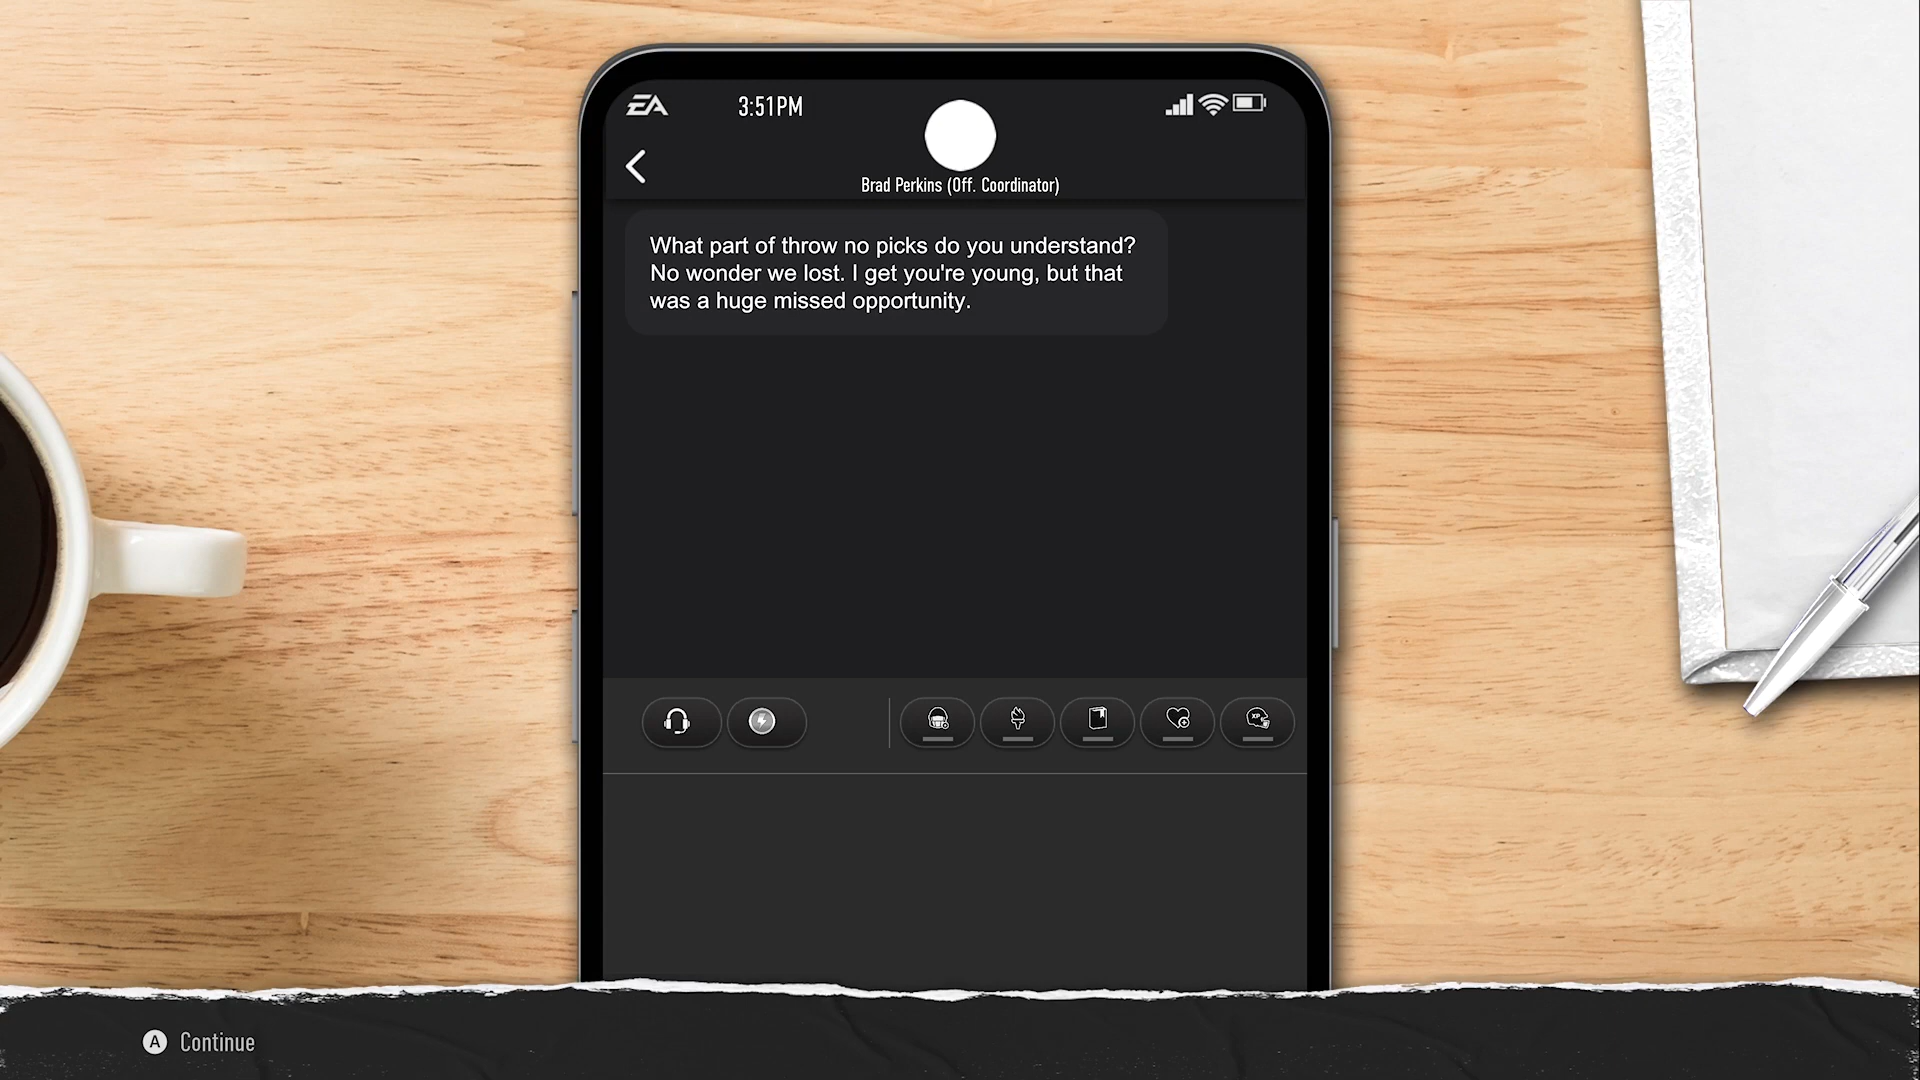 EA
3:51PM
Brad Perkins (Off. Coordinator)
What part of throw no picks do you understand?
No wonder we lost. I get you're young, but that
was a huge missed opportunity.
XP
A Continue